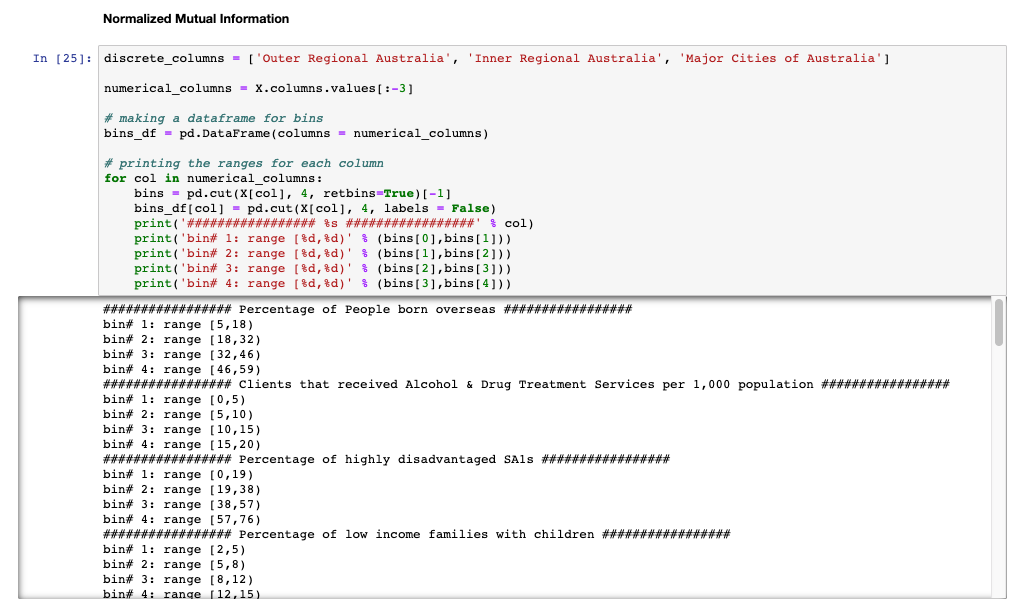 Normalized Mutual Information
In [25]: discrete_columns = ['Outer Regional Australia', 'Inner Regional Australia', 'Major Cities of Australia']
numerical_columns = X.columns.values[:-3]
# making a dataframe for bins
bins_df = pd.DataFrame(columns = numerical_columns)
# printing the ranges for each column
for col in numerical_columns:
    bins = pd.cut(X[col], 4, retbins=True)[-1]
    bins_df[col] = pd.cut(X[col], 4, labels = False)
    print('################# %s #################' % col)
    print('bin# 1: range [%d,%d)' % (bins[0],bins[1]))
    print('bin# 2: range [%d,%d)' % (bins[1],bins[2]))
    print('bin# 3: range [%d,%d)' % (bins[2],bins[3]))
    print('bin# 4: range [%d,%d)' % (bins[3],bins[4]))
################# Percentage of People born overseas #################
bin# 1: range [5,18)
bin# 2: range [18,32)
bin# 3: range [32,46)
bin# 4: range [46,59)
################# Clients that received Alcohol & Drug Treatment Services per 1,000 population #################
bin# 1: range [0,5)
bin# 2: range [5,10)
bin# 3: range [10,15)
bin# 4: range [15,20)
################# Percentage of highly disadvantaged SA1s #################
bin# 1: range [0,19)
bin# 2: range [19,38)
bin# 3: range [38,57)
bin# 4: range [57,76)
################# Percentage of low income families with children #################
bin# 1: range [2,5)
bin# 2: range [5,8)
bin# 3: range [8,12)
bin# 4: range [12,15)